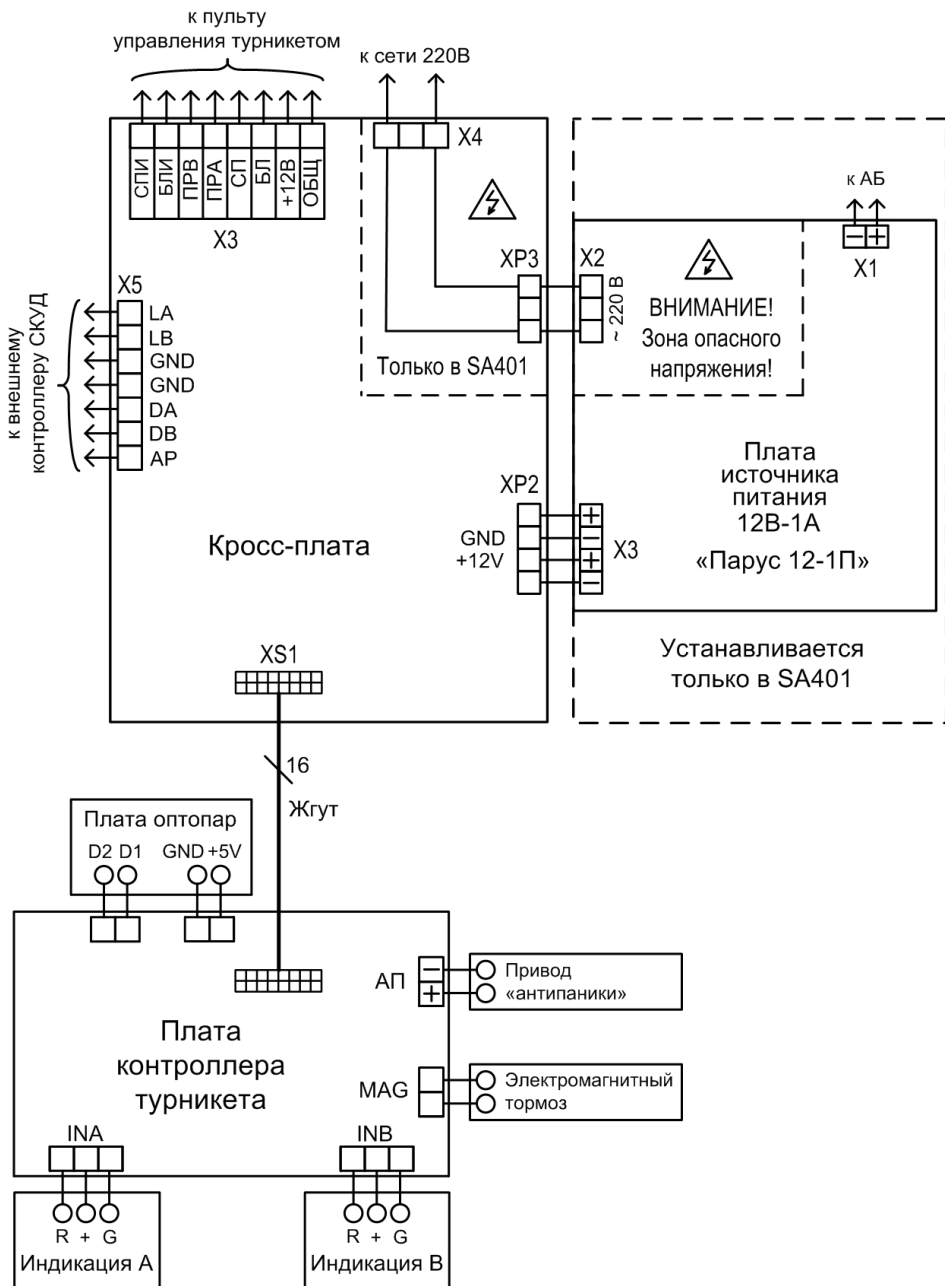 к пульту
управления турникетом
к сети 220В
СПИ
БЛИ
ПРВ
ПРА
СП
БЛ
+12В
ОБЩ
X3
X4
к АБ
− +
X1
XP3
X2
~ 220 В
ВНИМАНИЕ!
Зона опасного
напряжения!
Только в SA401
X5
LA
LB
GND
GND
DA
DB
AP
к внешнему
контроллеру СКУД
Кросс-плата
XP2
GND
+12V
+
−
+
−
X3
Плата
источника
питания
12В-1А
«Парус 12-1П»
Устанавливается
только в SA401
XS1
16
Жгут
Плата оптопар
D2 D1 GND +5V
АП
−
+
Привод
«антипаники»
Плата
контроллера
турникета
MAG
Электромагнитный
тормоз
INA
INB
R + G
Индикация А
R + G
Индикация В